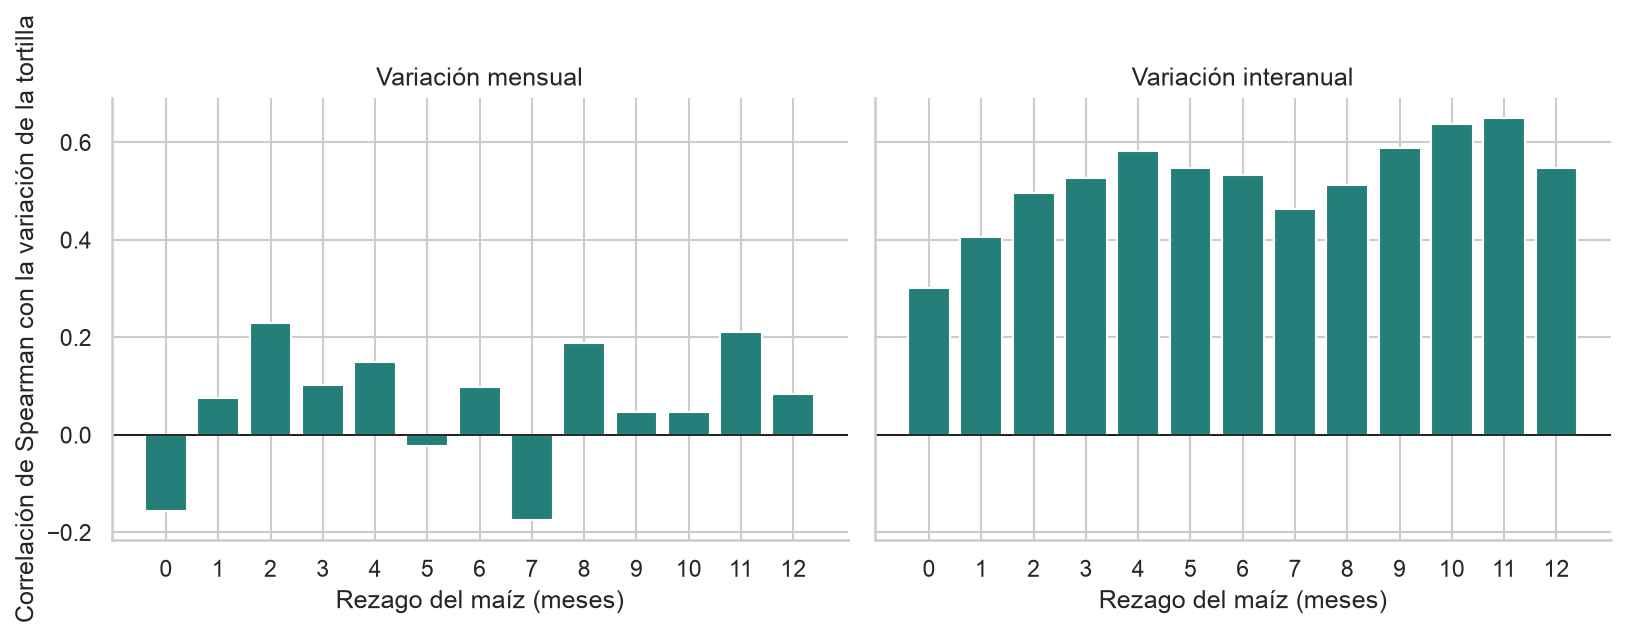 Correlación de Spearman con la variación de la tortilla
Variación mensual
0.6
0.4
0.2
0.0
−0.2
0 1 2 3 4 5 6 7 8 9 10 11 12
Rezago del maíz (meses)
Variación interanual
0 1 2 3 4 5 6 7 8 9 10 11 12
Rezago del maíz (meses)